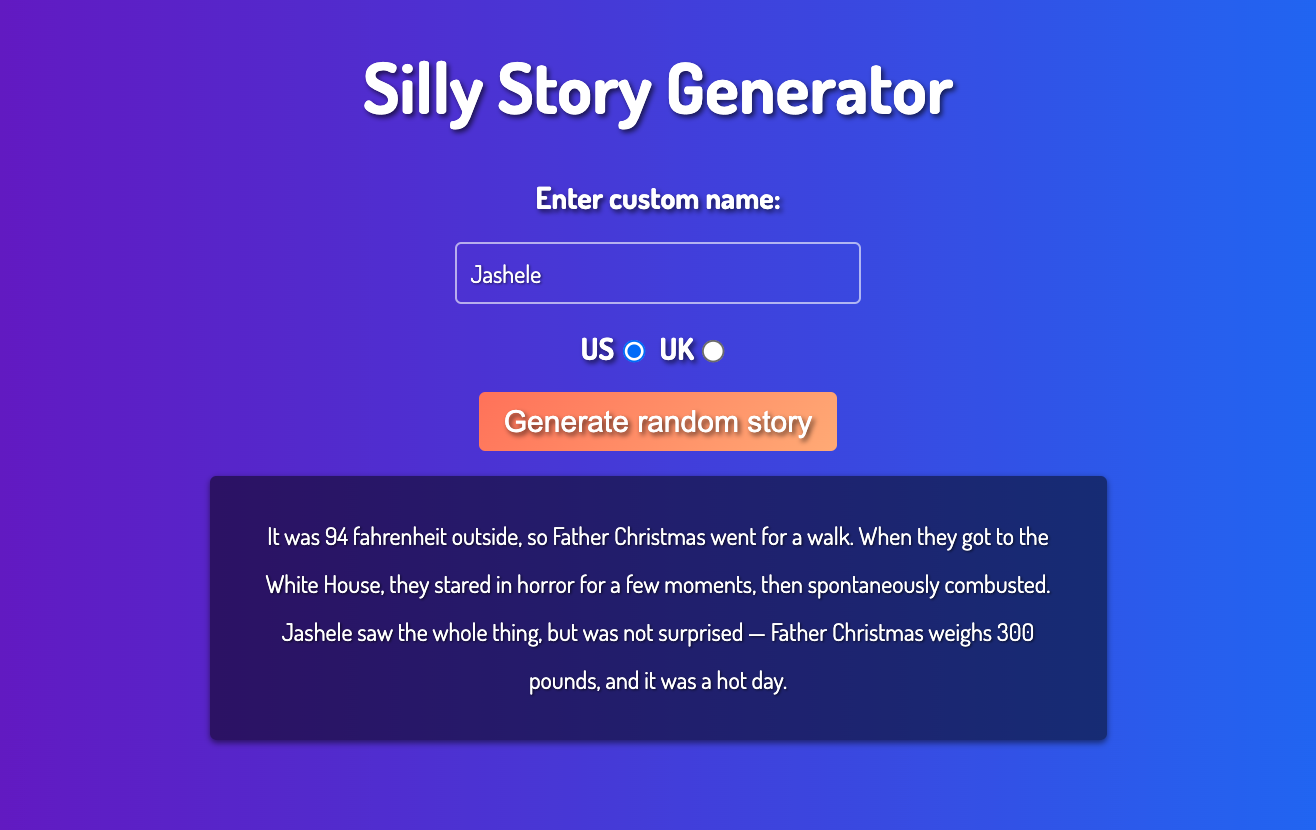 Silly Story Generator
Enter custom name:
Jashele
US UK
Generate random story
It was 94 fahrenheit outside, so Father Christmas went for a walk. When they got to the
White House, they stared in horror for a few moments, then spontaneously combusted.
Jashele saw the whole thing, but was not surprised — Father Christmas weighs 300
pounds, and it was a hot day.